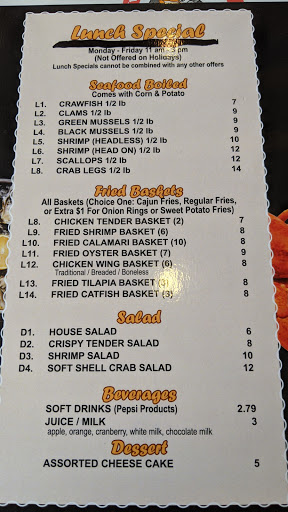 Lunch Special
Monday - Friday 11 am - 3 pm
(Not Offered on Holidays)
Lunch Specials cannot be combined with any other offers
Seafood Boiled
Comes with Corn & Potato
L1. CRAWFISH 1/2 lb 7
L2. CLAMS 1/2 lb 9
L3. GREEN MUSSELS 1/2 lb 9
L4. BLACK MUSSELS 1/2 lb 9
L5. SHRIMP (HEADLESS) 1/2 lb 10
L6. SHRIMP (HEAD ON) 1/2 lb 9
L7. SCALLOPS 1/2 lb 12
L8. CRAB LEGS 1/2 lb 14
Fried Baskets
All Baskets (Choice One: Cajun Fries, Regular Fries,
or Extra $1 For Onion Rings or Sweet Potato Fries)
L8. CHICKEN TENDER BASKET (2) 7
L9. FRIED SHRIMP BASKET (6) 8
L10. FRIED CALAMARI BASKET (10) 8
L11. FRIED OYSTER BASKET (7) 9
L12. CHICKEN WING BASKET (6) 8
Traditional / Breaded / Boneless
L13. FRIED TILAPIA BASKET (3) 8
L14. FRIED CATFISH BASKET (3) 8
Salad
D1. HOUSE SALAD 6
D2. CRISPY TENDER SALAD 8
D3. SHRIMP SALAD 10
D4. SOFT SHELL CRAB SALAD 12
Beverages
SOFT DRINKS (Pepsi Products) 2.79
JUICE / MILK 3
apple, orange, cranberry, white milk, chocolate milk
Dessert
ASSORTED CHEESE CAKE 5